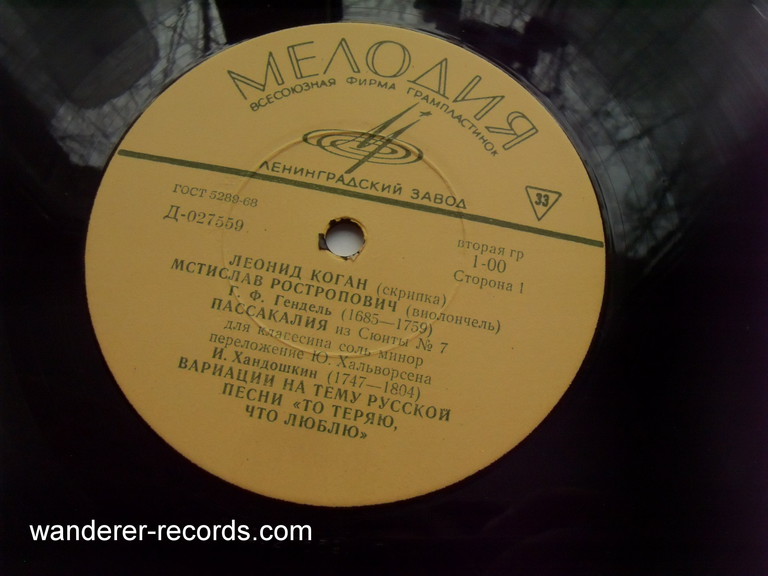 МЕЛОДИЯ
ВСЕСОЮЗНАЯ ФИРМА ГРАМПЛАСТИНОК
ЛЕНИНГРАДСКИЙ ЗАВОД
33
ГОСТ 5289-68
Д-027559
вторая гр
1-00
Сторона 1
ЛЕОНИД КОГАН (скрипка)
МСТИСЛАВ РОСТРОПОВИЧ (виолончель)
Г. Ф. Гендель (1685—1759)
ПАССАКАЛИЯ из Сюиты № 7
для клавесина соль минор
переложение Ю. Хальворсена
И. Хандошкин (1747—1804)
ВАРИАЦИИ НА ТЕМУ РУССКОЙ
ПЕСНИ «ТО ТЕРЯЮ,
ЧТО ЛЮБЛЮ»
wanderer-records.com